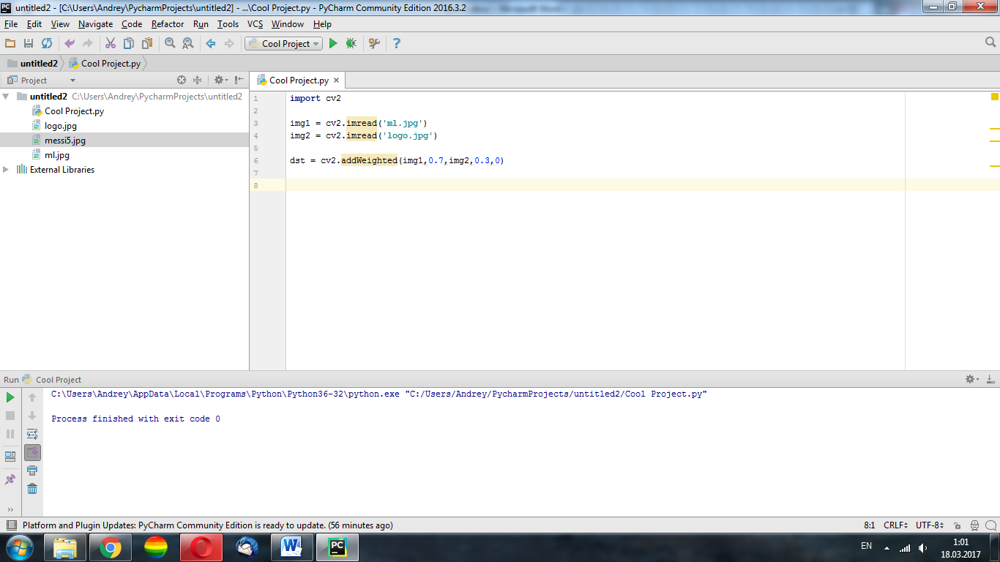 untitled2 - [C:\Users\Andrey\PycharmProjects\untitled2] - ...\Cool Project.py - PyCharm Community Edition 2016.3.2
File Edit View Navigate Code Refactor Run Tools VCS Window Help
Cool Project
untitled2 Cool Project.py
Project
Cool Project.py
untitled2 C:\Users\Andrey\PycharmProjects\untitled2
Cool Project.py
logo.jpg
messi5.jpg
ml.jpg
External Libraries
1 import cv2
2
3 img1 = cv2.imread('ml.jpg')
4 img2 = cv2.imread('logo.jpg')
5
6 dst = cv2.addWeighted(img1,0.7,img2,0.3,0)
7
8
Run Cool Project
C:\Users\Andrey\AppData\Local\Programs\Python\Python36-32\python.exe "C:/Users/Andrey/PycharmProjects/untitled2/Cool Project.py"
Process finished with exit code 0
Platform and Plugin Updates: PyCharm Community Edition is ready to update. (56 minutes ago)
8:1 CRLF UTF-8
EN
1:01
18.03.2017